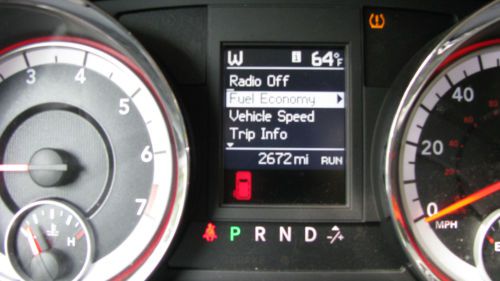 W i 64°F
Radio Off
Fuel Economy
Vehicle Speed
Trip Info
2672 mi RUN
P R N D -/+
3
4
5
6
7
7
H
40
20
0
MPH
E